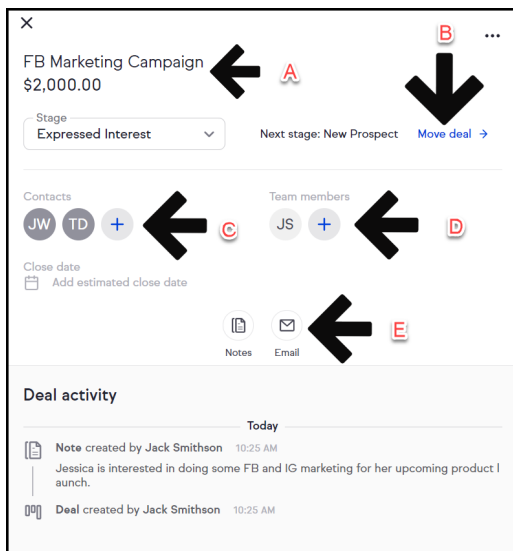 B
FB Marketing Campaign
A
$2,000.00
Stage
Expressed Interest
Next stage: New Prospect
Move deal
Contacts
Team members
JW TD + C
JS + D
Close date
Add estimated close date
E
Notes Email
Deal activity
Today
Note created by Jack Smithson 10:25 AM
Jessica is interested in doing some FB and IG marketing for her upcoming product l
aunch.
Deal created by Jack Smithson 10:25 AM